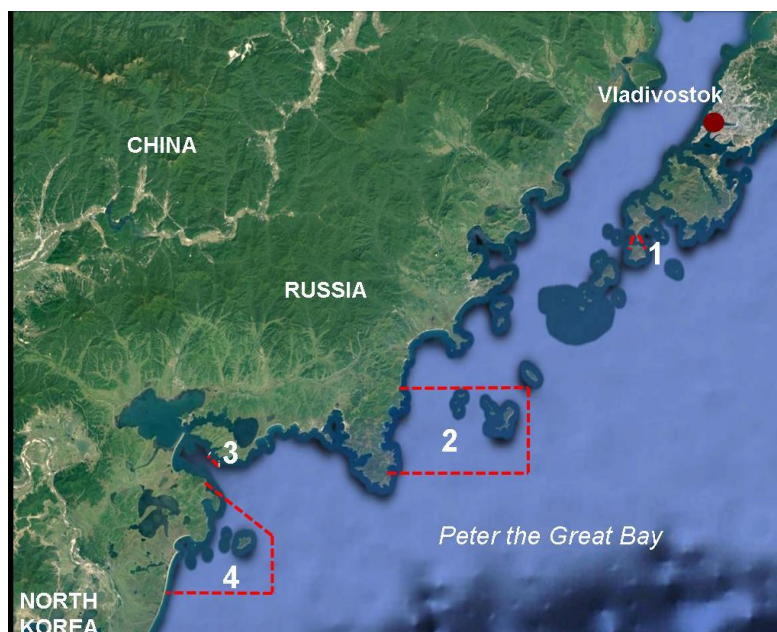 Vladivostok
CHINA
1
RUSSIA
2
3
Peter the Great Bay
4
NORTH
KOREA